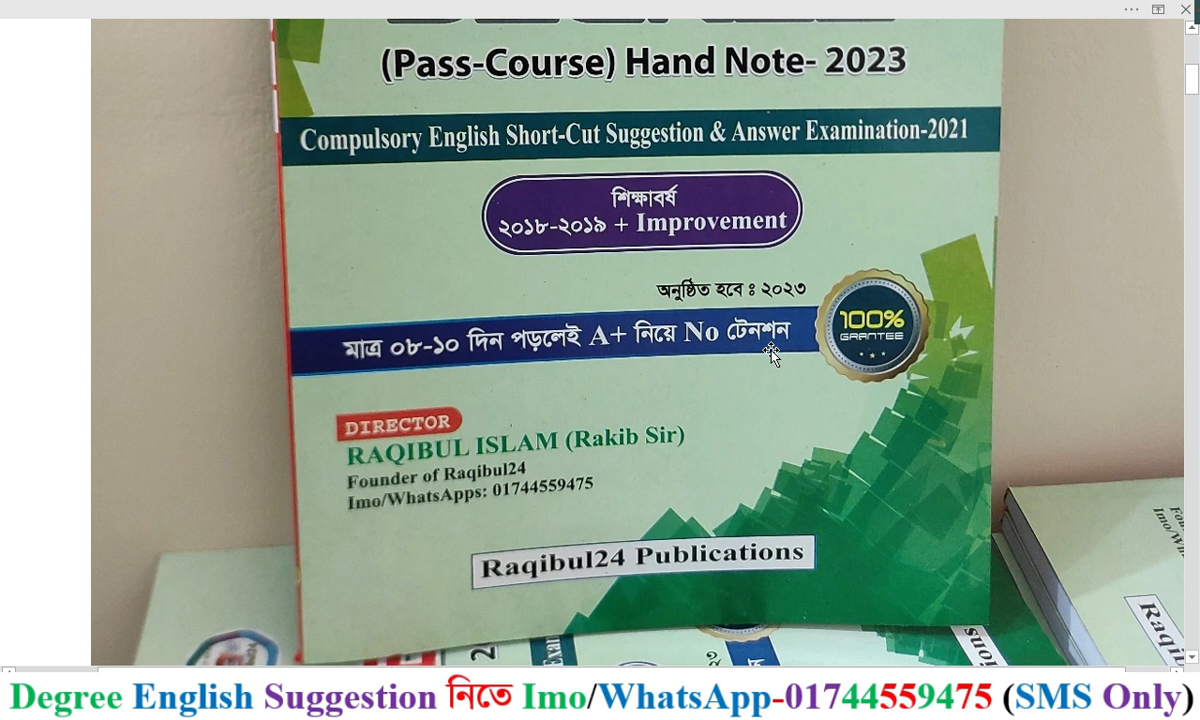 (Pass-Course) Hand Note- 2023
Compulsory English Short-Cut Suggestion & Answer Examination-2021
শিক্ষাবর্ষ
২০১৮-২০১৯ + Improvement
অনুষ্ঠিত হবে ঃ ২০২৩
মাত্র ০৮-১০ দিন পড়লেই A+ নিয়ে No টেনশন
100%
GRANTEE
DIRECTOR
RAQIBUL ISLAM (Rakib Sir)
Founder of Raqibul24
Imo/WhatsApps: 01744559475
Raqibul24 Publications
Degree English Suggestion নিতে Imo/WhatsApp-01744559475 (SMS Only)